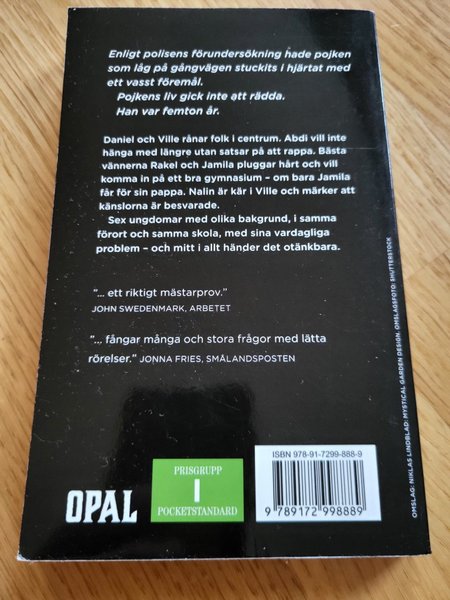 Enligt polisens förundersökning hade pojken
som låg på gångvägen stuckits i hjärtat med
ett vasst föremål.
Pojkens liv gick inte att rädda.
Han var femton år.
Daniel och Ville rånar folk i centrum. Abdi vill inte
hänga med längre utan satsar på att rappa. Bästa
vännerna Rakel och Jamila pluggar hårt och vill
komma in på ett bra gymnasium – om bara Jamila
får för sin pappa. Nalin är kär i Ville och märker att
känslorna är besvarade.
Sex ungdomar med olika bakgrund, i samma
förort och samma skola, med sina vardagliga
problem – och mitt i allt händer det otänkbara.
"... ett riktigt mästarprov."
JOHN SWEDENMARK, ARBETET
"... fångar många och stora frågor med lätta
rörelser." JONNA FRIES, SMÅLANDSPOSTEN
OMSLAG: NIKLAS LINDBLAD, MYSTICAL GARDEN DESIGN. OMSLAGSFOTO: SHUTTERSTOCK
OPAL
PRISGRUPP
I
POCKETSTANDARD
ISBN 978-91-7299-888-9
9 789172 998889